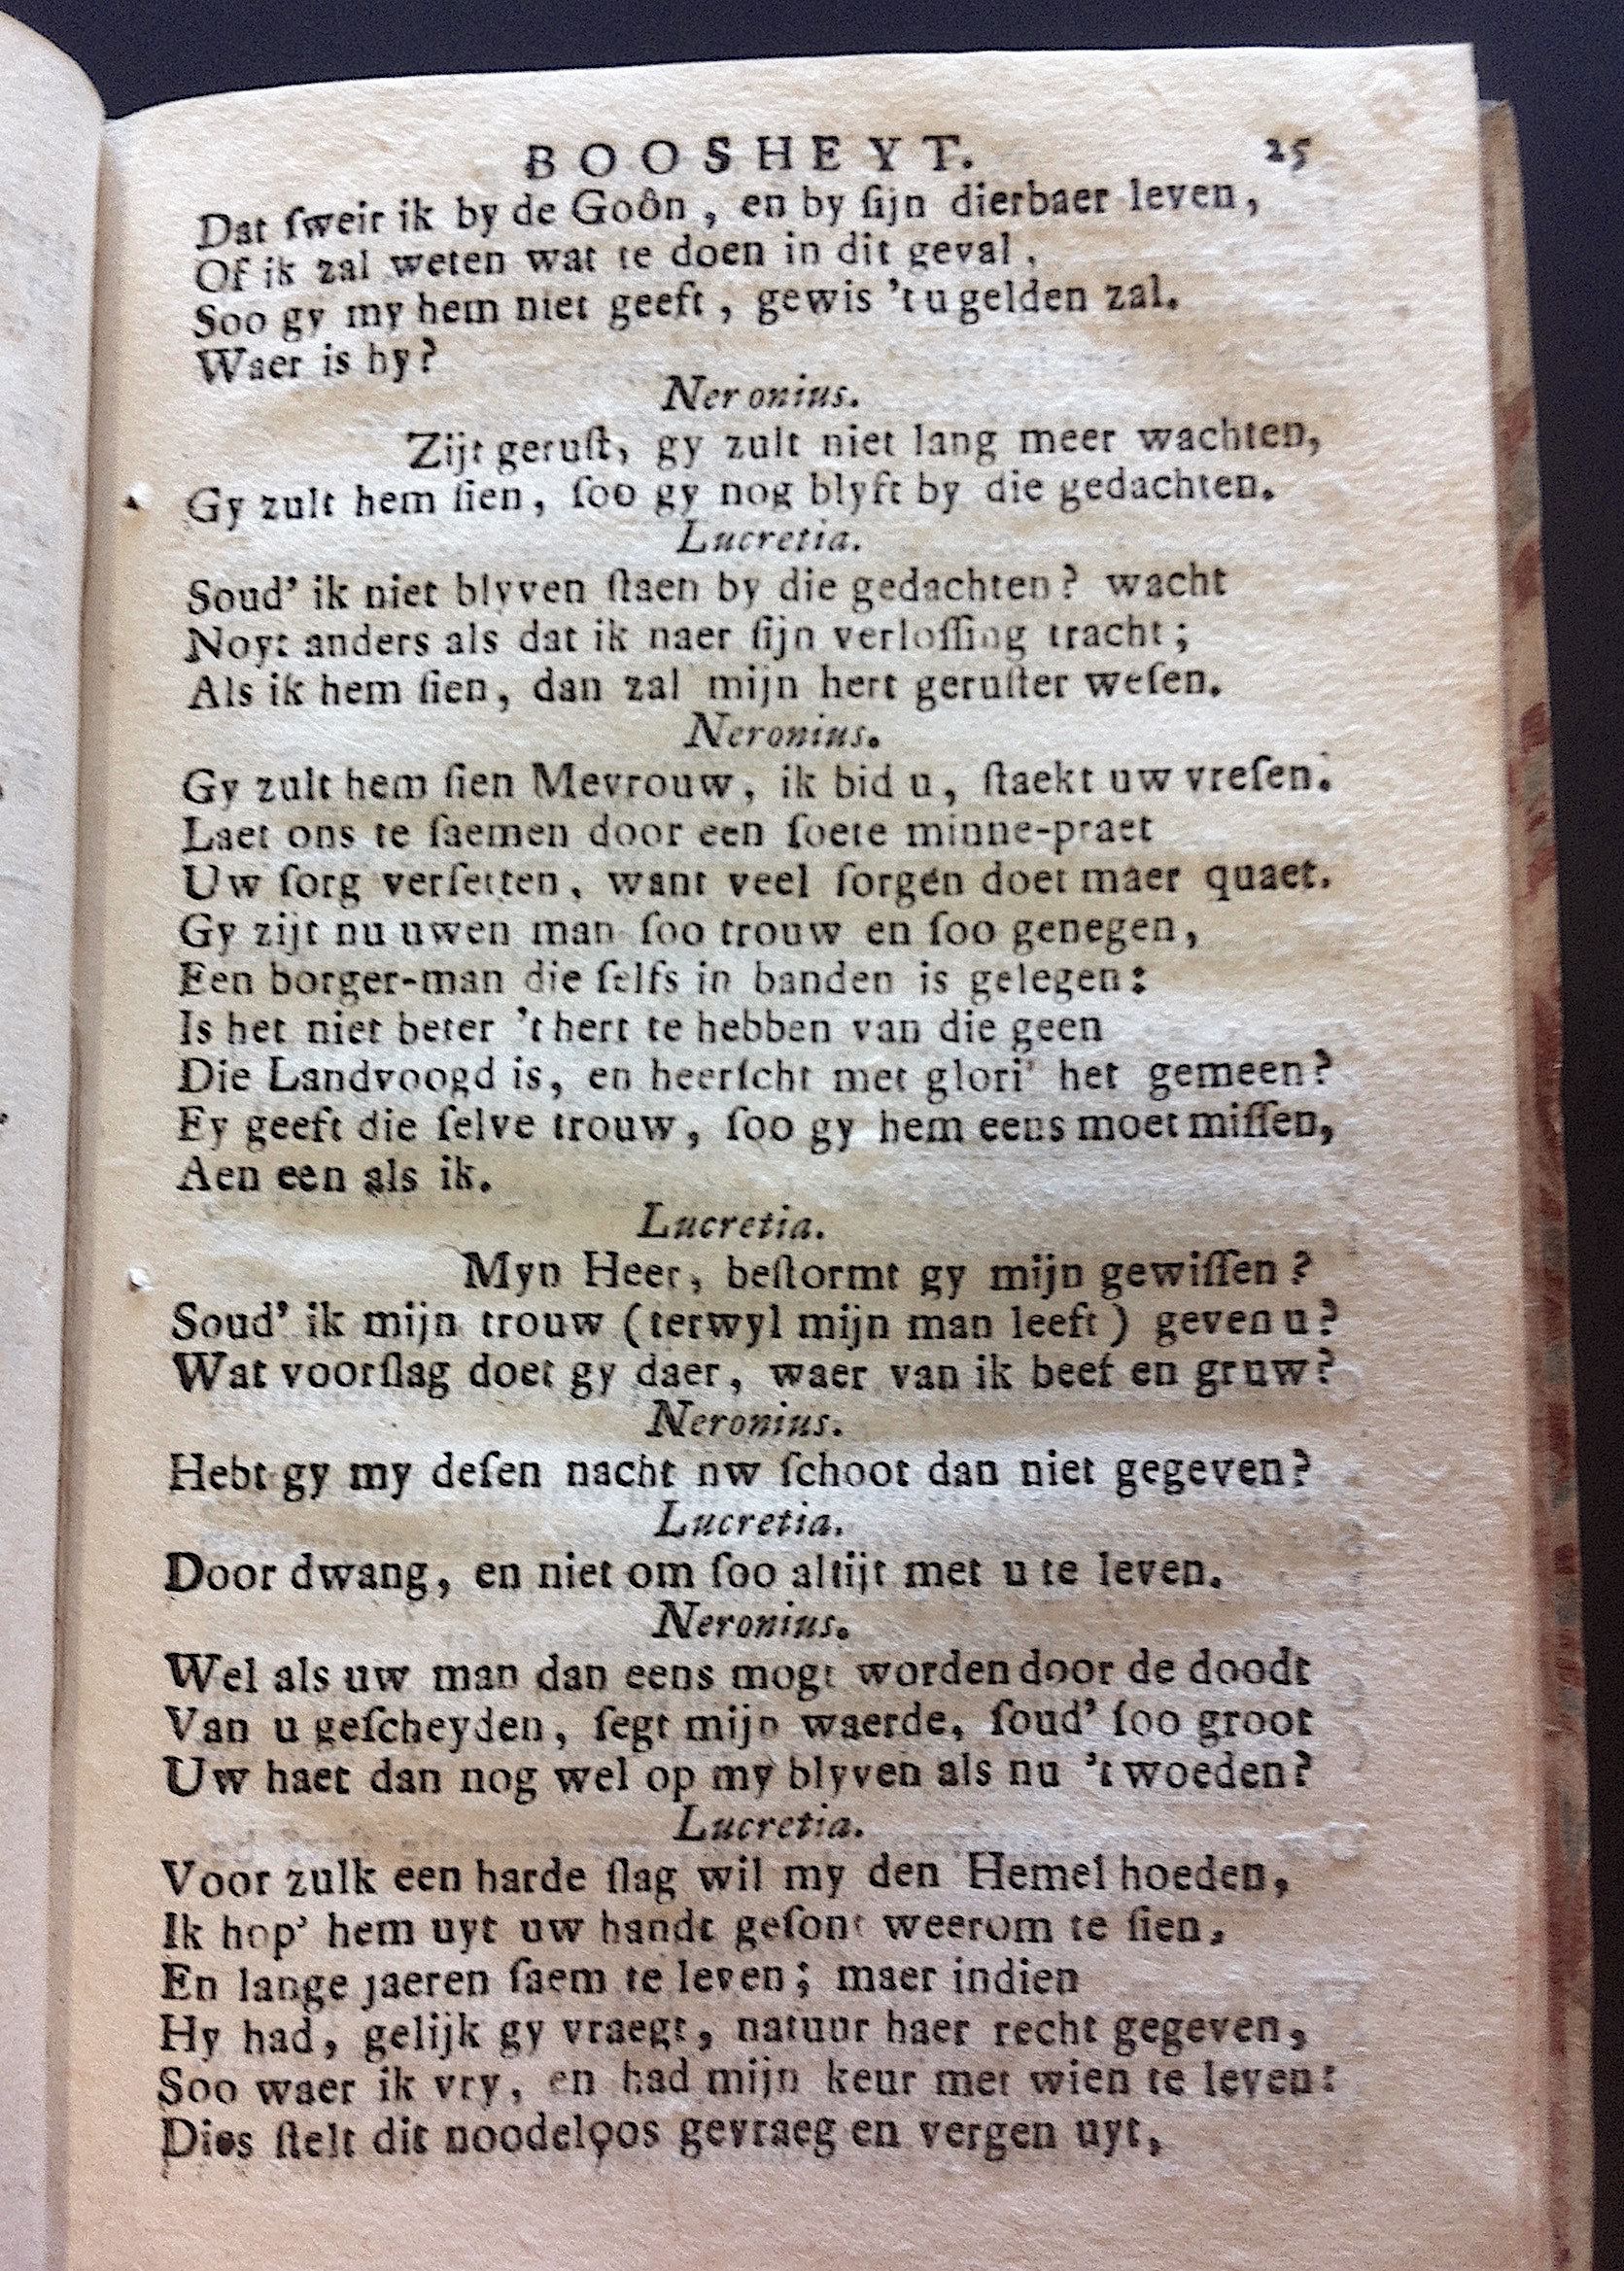 BOOSHEYT. 25
Dat ſweir ik by de Goôn, en by ſijn dierbaer leven,
Of ik zal weten wat te doen in dit geval,
Soo gy my hem niet geeft, gewis 't u gelden zal.
Waer is hy?
Neronius.
Zijt geruſt, gy zult niet lang meer wachten,
Gy zult hem ſien, ſoo gy nog blyft by die gedachten.
Lucretia.
Soud' ik niet blyven ſtaen by die gedachten? wacht
Noyt anders als dat ik naer ſijn verloſſing tracht;
Als ik hem ſien, dan zal mijn hert geruſter weſen.
Neronius.
Gy zult hem ſien Mevrouw, ik bid u, ſtaekt uw vreſen.
Laet ons te ſaemen door een ſoete minne-praet
Uw ſorg verſetten, want veel ſorgen doet maer quaet.
Gy zijt nu uwen man ſoo trouw en ſoo genegen,
Een borger-man die ſelfs in banden is gelegen:
Is het niet beter 't hert te hebben van die geen
Die Landvoogd is, en heerſcht met glori' het gemeen?
Ey geeft die ſelve trouw, ſoo gy hem eens moet miſſen,
Aen een als ik.
Lucretia.
Myn Heer, beſtormt gy mijn gewiſſen?
Soud' ik mijn trouw (terwyl mijn man leeft) geven u?
Wat voorſlag doet gy daer, waer van ik beef en gruw?
Neronius.
Hebt gy my deſen nacht nw ſchoot dan niet gegeven?
Lucretia.
Door dwang, en niet om ſoo altijt met u te leven.
Neronius.
Wel als uw man dan eens mogt worden door de doodt
Van u geſcheyden, ſegt mijn waerde, ſoud' ſoo groot
Uw haet dan nog wel op my blyven als nu 't woeden?
Lucretia.
Voor zulk een harde ſlag wil my den Hemel hoeden,
Ik hop' hem uyt uw handt geſont weerom te ſien,
En lange jaeren ſaem te leven; maer indien
Hy had, gelijk gy vraegt, natuur haer recht gegeven,
Soo waer ik vry, en had mijn keur met wien te leven:
Dies ſtelt dit noodeloos gevraeg en vergen uyt,